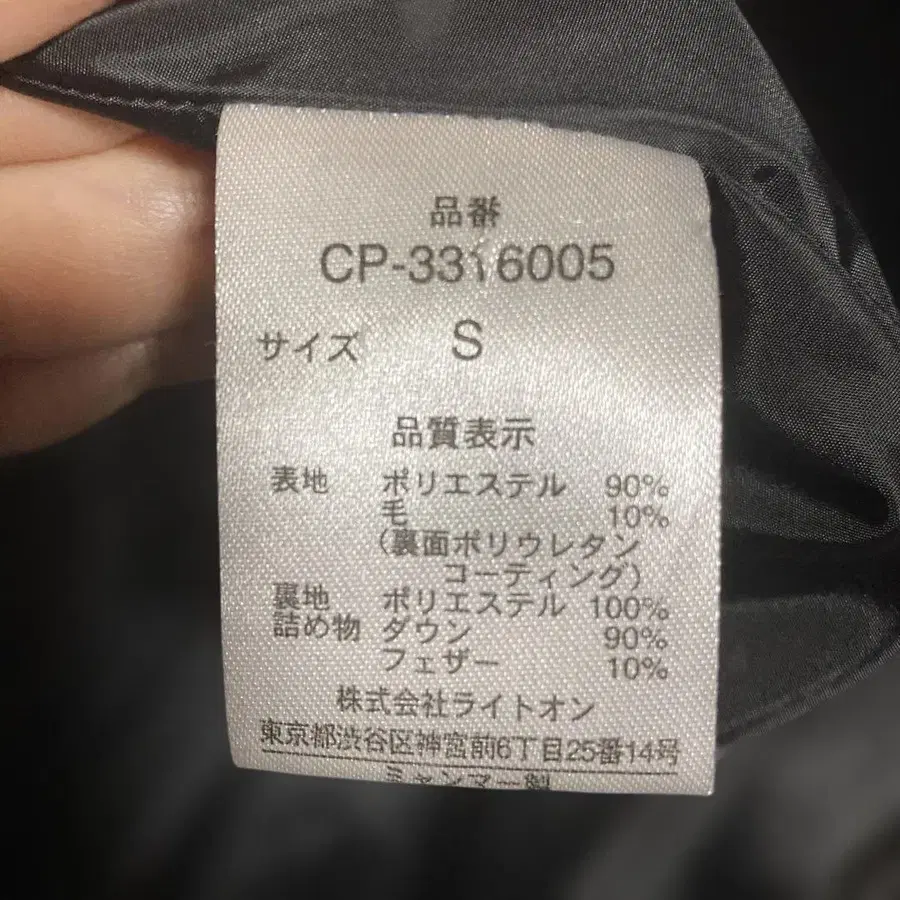 品番
CP-3316005
サイズ S
品質表示
表地 ポリエステル 90%
毛 10%
(裏面ポリウレタン
コーティング)
裏地 ポリエステル 100%
詰め物 ダウン 90%
フェザー 10%
株式会社ライトオン
東京都渋谷区神宮前6丁目25番14号
ミャンマー製